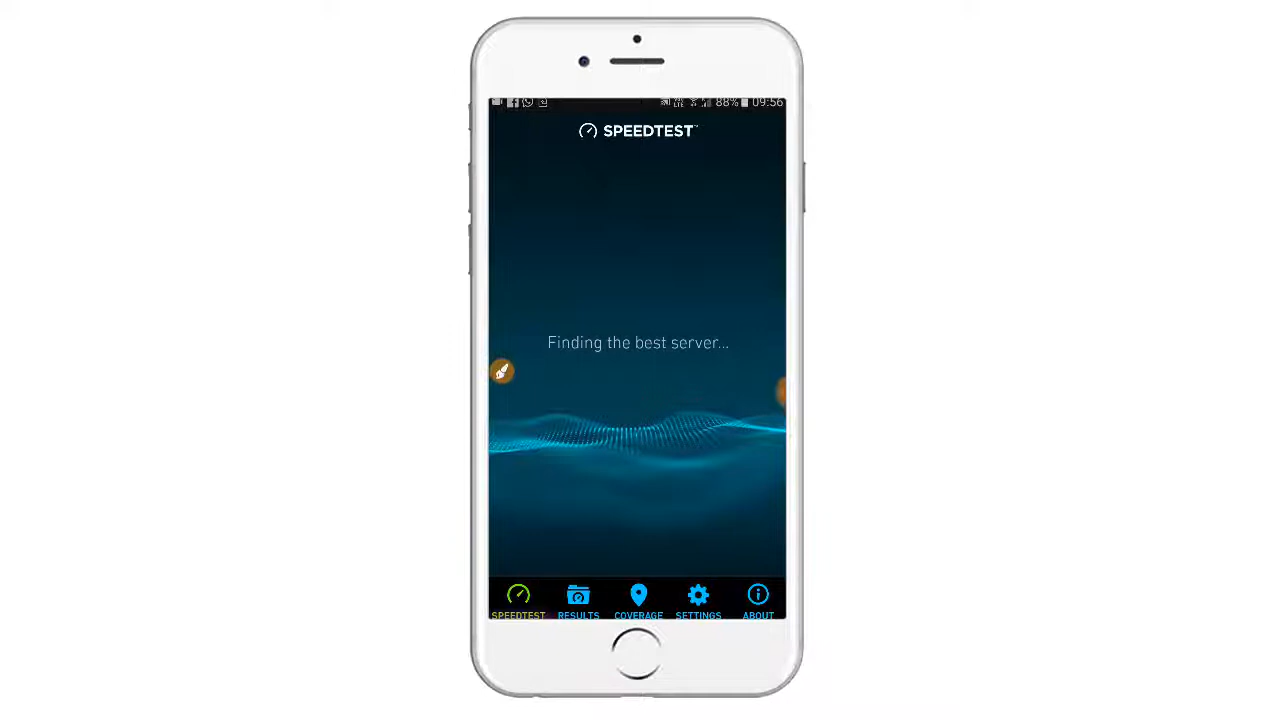 88% 09:56
SPEEDTEST
Finding the best server...
SPEEDTEST RESULTS COVERAGE SETTINGS ABOUT